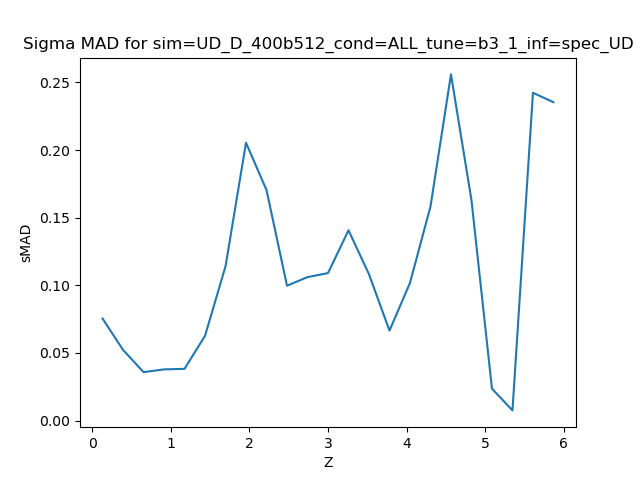 Sigma MAD for sim=UD_D_400b512_cond=ALL_tune=b3_1_inf=spec_UD
0.25
0.20
0.15
0.10
0.05
0.00
sMAD
0 1 2 3 4 5 6
Z